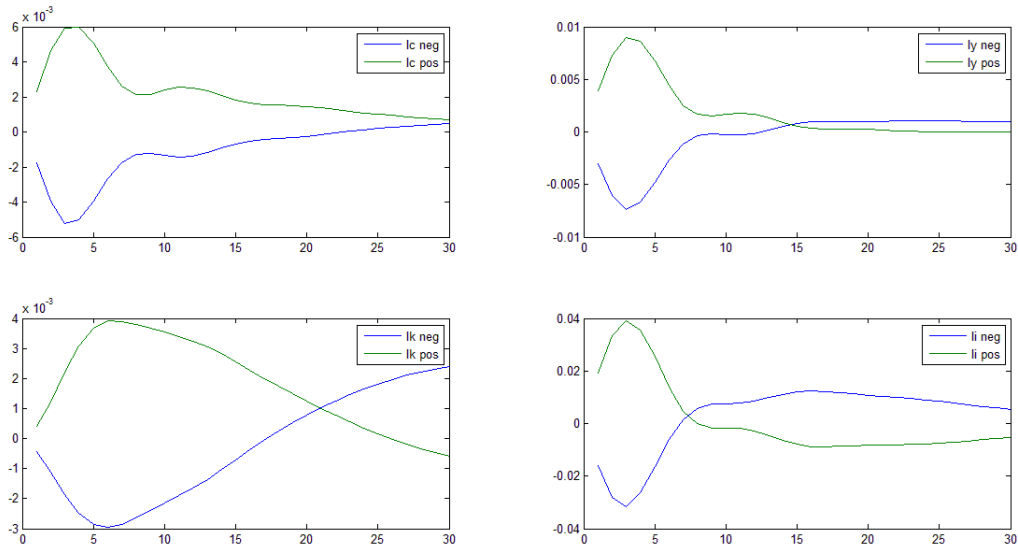 x 10⁻³
6
4
2
0
-2
-4
-6
0 5 10 15 20 25 30
lc neg
lc pos
0.01
0.005
0
-0.005
-0.01
0 5 10 15 20 25 30
ly neg
ly pos
x 10⁻³
4
3
2
1
0
-1
-2
-3
0 5 10 15 20 25 30
lk neg
lk pos
0.04
0.02
0
-0.02
-0.04
0 5 10 15 20 25 30
li neg
li pos